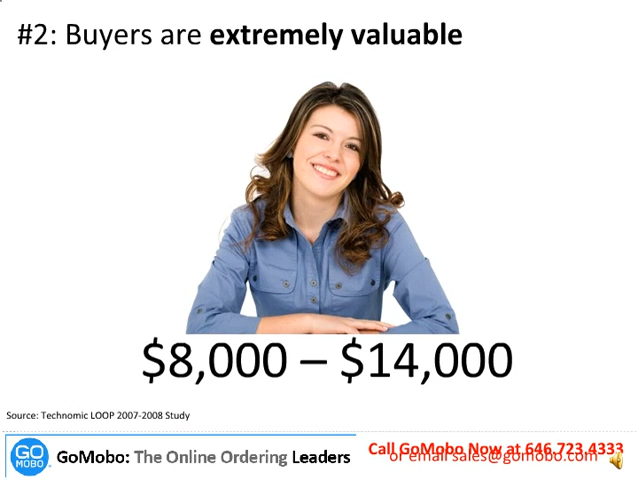 #2: Buyers are extremely valuable
$8,000 – $14,000
Source: Technomic LOOP 2007-2008 Study
GO
MOBO
GoMobo: The Online Ordering Leaders
Call GoMobo Now at 646.723.4333
or email sales@gomobo.com